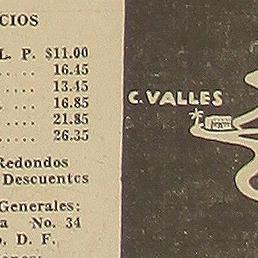 CIOS
L. P. $11.00
.... 16.45
.... 13.45
.... 16.85
.... 21.85
.... 26.35
Redondos
Descuentos
Generales:
a No. 34
o. D. F.
C. VALLES